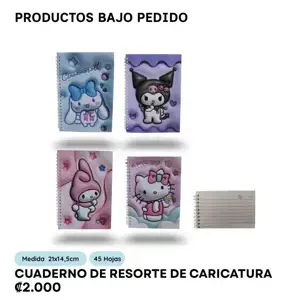 PRODUCTOS BAJO PEDIDO
Medida 21x14,5cm
45 Hojas
CUADERNO DE RESORTE DE CARICATURA
₡2.000